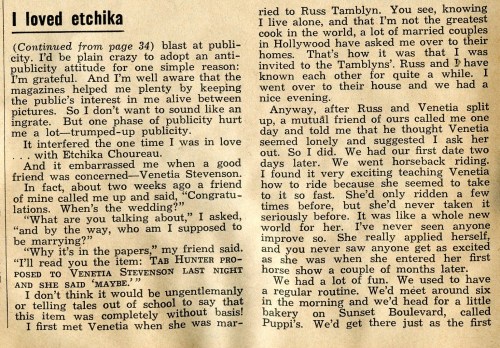 I loved etchika
(Continued from page 34) blast at publi-
city. I'd be plain crazy to adopt an anti-
publicity attitude for one simple reason:
I'm grateful. And I'm well aware that the
magazines helped me plenty by keeping
the public's interest in me alive between
pictures. So I don't want to sound like an
ingrate. But one phase of publicity hurt
me a lot—trumped-up publicity.
It interfered the one time I was in love
. . . with Etchika Choureau.
And it embarrassed me when a good
friend was concerned—Venetia Stevenson.
In fact, about two weeks ago a friend
of mine called me up and said, "Congratu-
lations. When's the wedding?"
"What are you talking about," I asked,
"and by the way, who am I supposed to
be marrying?"
"Why it's in the papers," my friend said.
"I'll read you the item: TAB HUNTER PRO-
POSED TO VENETIA STEVENSON LAST NIGHT
AND SHE SAID 'MAYBE.'"
I don't think it would be ungentlemanly
or telling tales out of school to say that
this item was completely without basis!
I first met Venetia when she was mar-
ried to Russ Tamblyn. You see, knowing
I live alone, and that I'm not the greatest
cook in the world, a lot of married couples
in Hollywood have asked me over to their
homes. That's how it was that I was
invited to the Tamblyns'. Russ and I have
known each other for quite a while. I
went over to their house and we had a
nice evening.
Anyway, after Russ and Venetia split
up, a mutual friend of ours called me one
day and told me that he thought Venetia
seemed lonely and suggested I ask her
out. So I did. We had our first date two
days later. We went horseback riding.
I found it very exciting teaching Venetia
how to ride because she seemed to take
to it so fast. She'd only ridden a few
times before, but she'd never taken it
seriously before. It was like a whole new
world for her. I've never seen anyone
improve so. She really applied herself,
and you never saw anyone get as excited
as she was when she entered her first
horse show a couple of months later.
We had a lot of fun. We used to have
a regular routine. We'd meet around six
in the morning and we'd head for a little
bakery on Sunset Boulevard, called
Puppi's. We'd get there just as the first